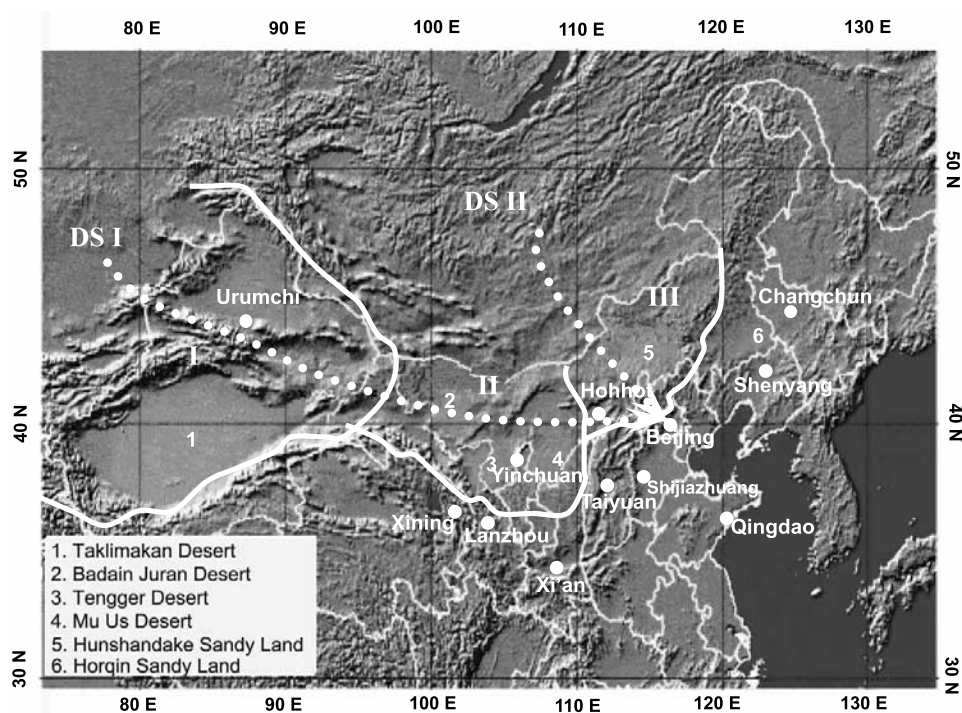 80 E 90 E 100 E 110 E 120 E 130 E
50 N 50 N
DS II
DS I
Urumchi III Changchun
I 5 6
II Hohhot Shenyang
2
40 N 40 N
1 Beijing
3 4
Yinchuan Shijiazhuang
Taiyuan
Xining Qingdao
Lanzhou
Xi'an
1. Taklimakan Desert
2. Badain Juran Desert
3. Tengger Desert
4. Mu Us Desert
5. Hunshandake Sandy Land
6. Horqin Sandy Land
30 N 30 N
80 E 90 E 100 E 110 E 120 E 130 E